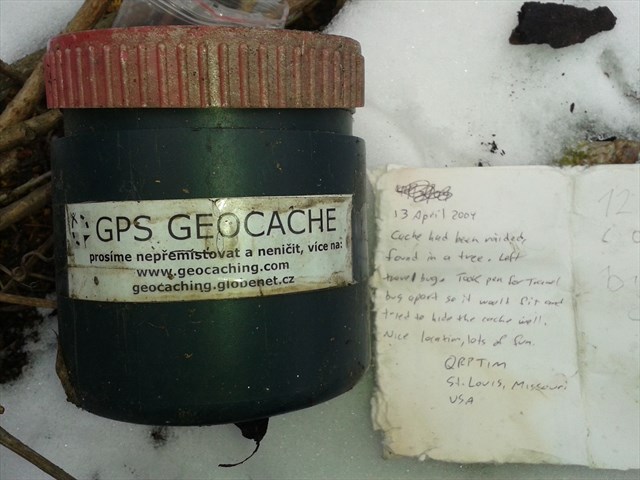 GPS GEOCACHE
prosíme nepřemísťovat a neničit, více na:
www.geocaching.com
geocaching.globenet.cz
13 April 2004
Cache had been raided,
found in a tree. Left
travel bugs. Took pen for Travel
bug apart so it would fit and
tried to hide the cache well.
Nice location, lots of fun.
QRPTIM
St. Louis, Missouri
USA
12